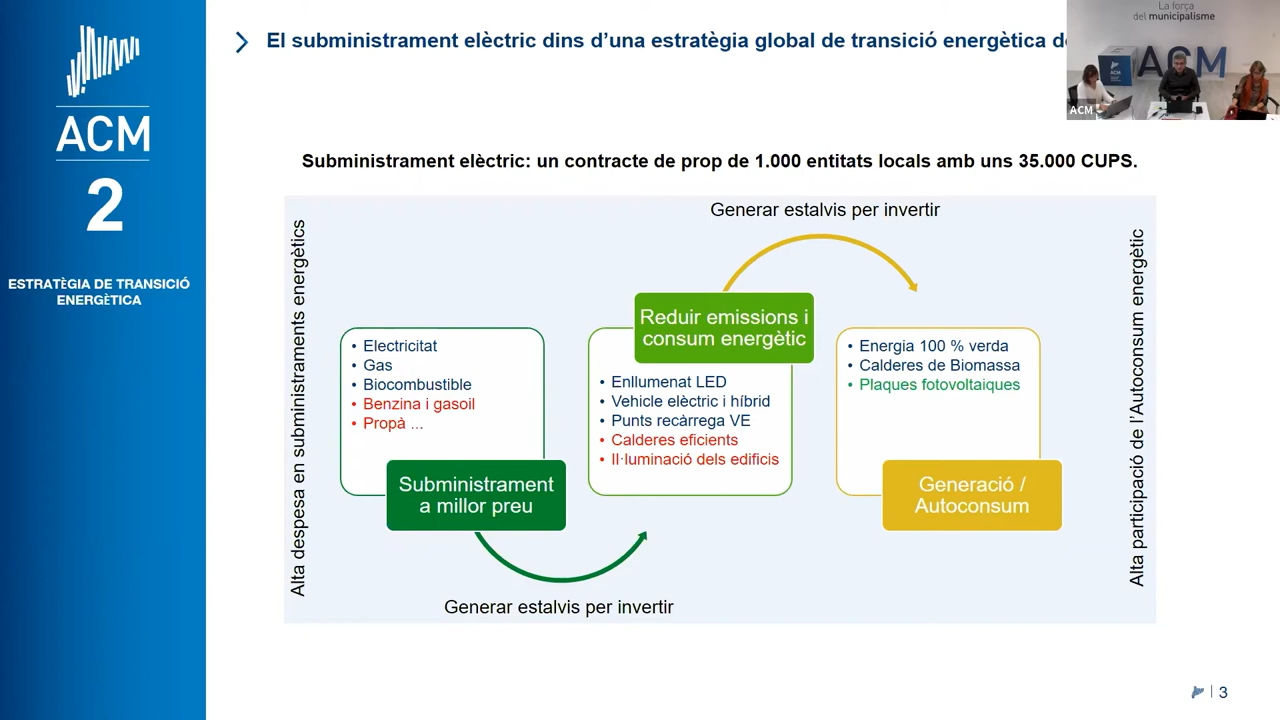 ACM
2
ESTRATÈGIA DE TRANSICIÓ
ENERGÈTICA
El subministrament elèctric dins d’una estratègia global de transició energètica
La força
del municipalisme
ACM
ACM
ACM
Subministrament elèctric: un contracte de prop de 1.000 entitats locals amb uns 35.000 CUPS.
Alta despesa en subministraments energètics
Generar estalvis per invertir
• Electricitat
• Gas
• Biocombustible
• Benzina i gasoil
• Propà ...
Subministrament
a millor preu
Generar estalvis per invertir
Reduir emissions i
consum energètic
• Enllumenat LED
• Vehicle elèctric i híbrid
• Punts recàrrega VE
• Calderes eficients
• Il·luminació dels edificis
• Energia 100 % verda
• Calderes de Biomassa
• Plaques fotovoltaiques
Generació /
Autoconsum
Alta participació de l’Autoconsum energètic
3